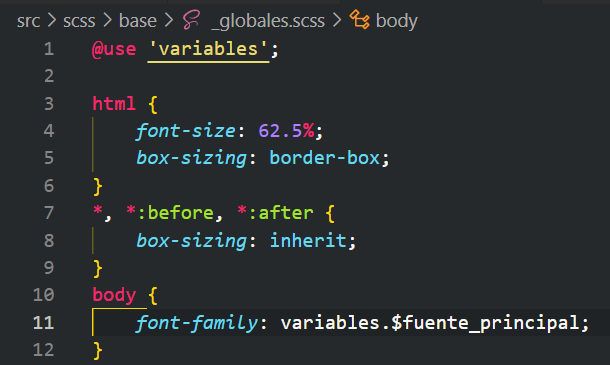 src > scss > base > _globales.scss > body
1 @use 'variables';
2
3 html {
4 font-size: 62.5%;
5 box-sizing: border-box;
6 }
7 *, *:before, *:after {
8 box-sizing: inherit;
9 }
10 body {
11 font-family: variables.$fuente_principal;
12 }